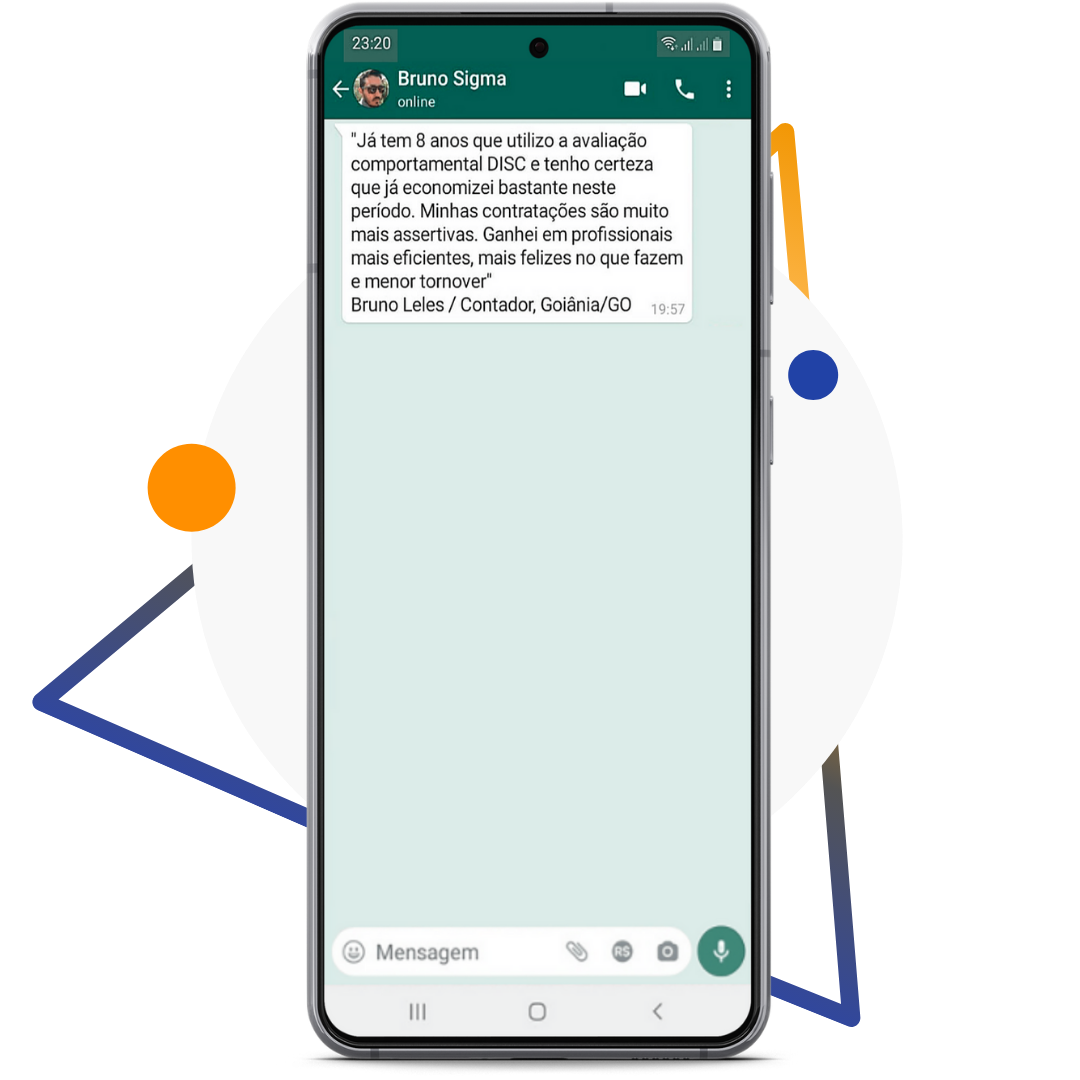 23:20
Bruno Sigma
online
"Já tem 8 anos que utilizo a avaliação
comportamental DISC e tenho certeza
que já economizei bastante neste
período. Minhas contratações são muito
mais assertivas. Ganhei em profissionais
mais eficientes, mais felizes no que fazem
e menor tornover"
Bruno Leles / Contador, Goiânia/GO 19:57
Mensagem R$